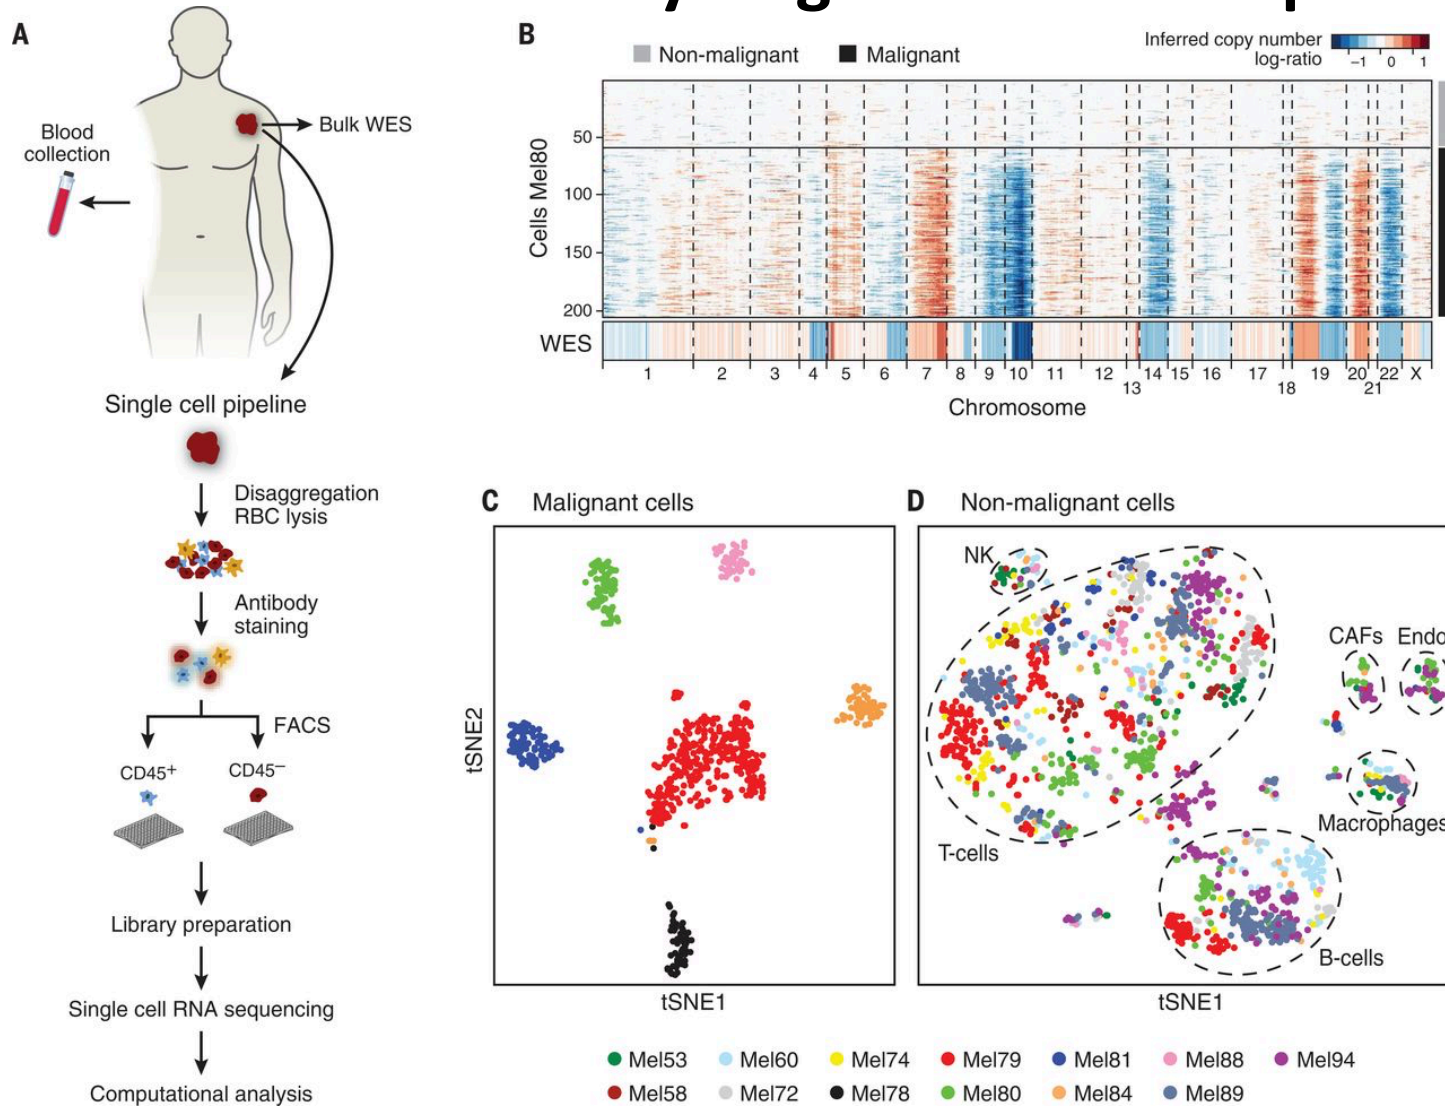 A
Blood
collection
Bulk WES
Single cell pipeline
Disaggregation
RBC lysis
Antibody
staining
FACS
CD45+
CD45–
Library preparation
Single cell RNA sequencing
Computational analysis
B
Non-malignant
Malignant
Inferred copy number
log-ratio
–1 0 1
Cells Mel80
50
100
150
200
WES
1 2 3 4 5 6 7 8 9 10 11 12 13 14 15 16 17 18 19 20 21 22 X
Chromosome
C Malignant cells
tSNE2
tSNE1
D Non-malignant cells
NK
CAFs
Endo
Macrophages
T-cells
B-cells
tSNE1
Mel53 Mel60 Mel74 Mel79 Mel81 Mel88 Mel94
Mel58 Mel72 Mel78 Mel80 Mel84 Mel89